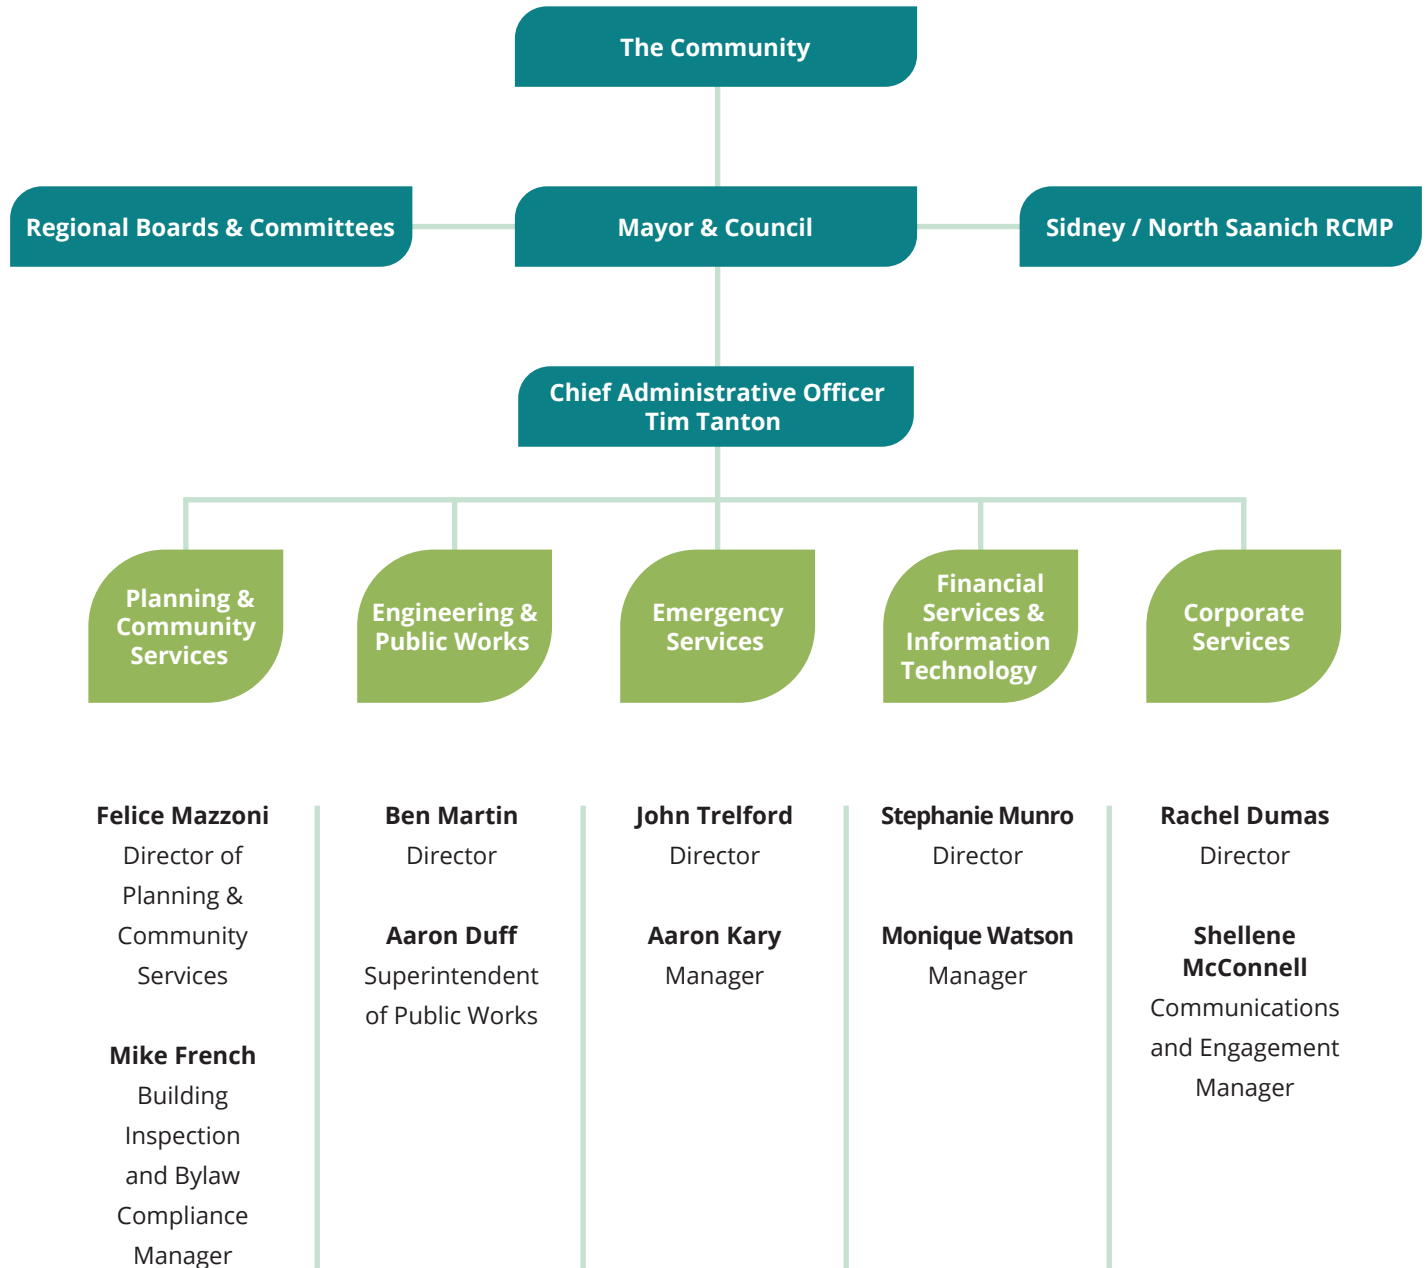 The Community
Regional Boards & Committees
Mayor & Council
Sidney / North Saanich RCMP
Chief Administrative Officer
Tim Tanton
Planning &
Community
Services
Engineering &
Public Works
Emergency
Services
Financial
Services &
Information
Technology
Corporate
Services
Felice Mazzoni
Director of
Planning &
Community
Services
Mike French
Building
Inspection
and Bylaw
Compliance
Manager
Ben Martin
Director
Aaron Duff
Superintendent
of Public Works
John Trelford
Director
Aaron Kary
Manager
Stephanie Munro
Director
Monique Watson
Manager
Rachel Dumas
Director
Shellene
McConnell
Communications
and Engagement
Manager